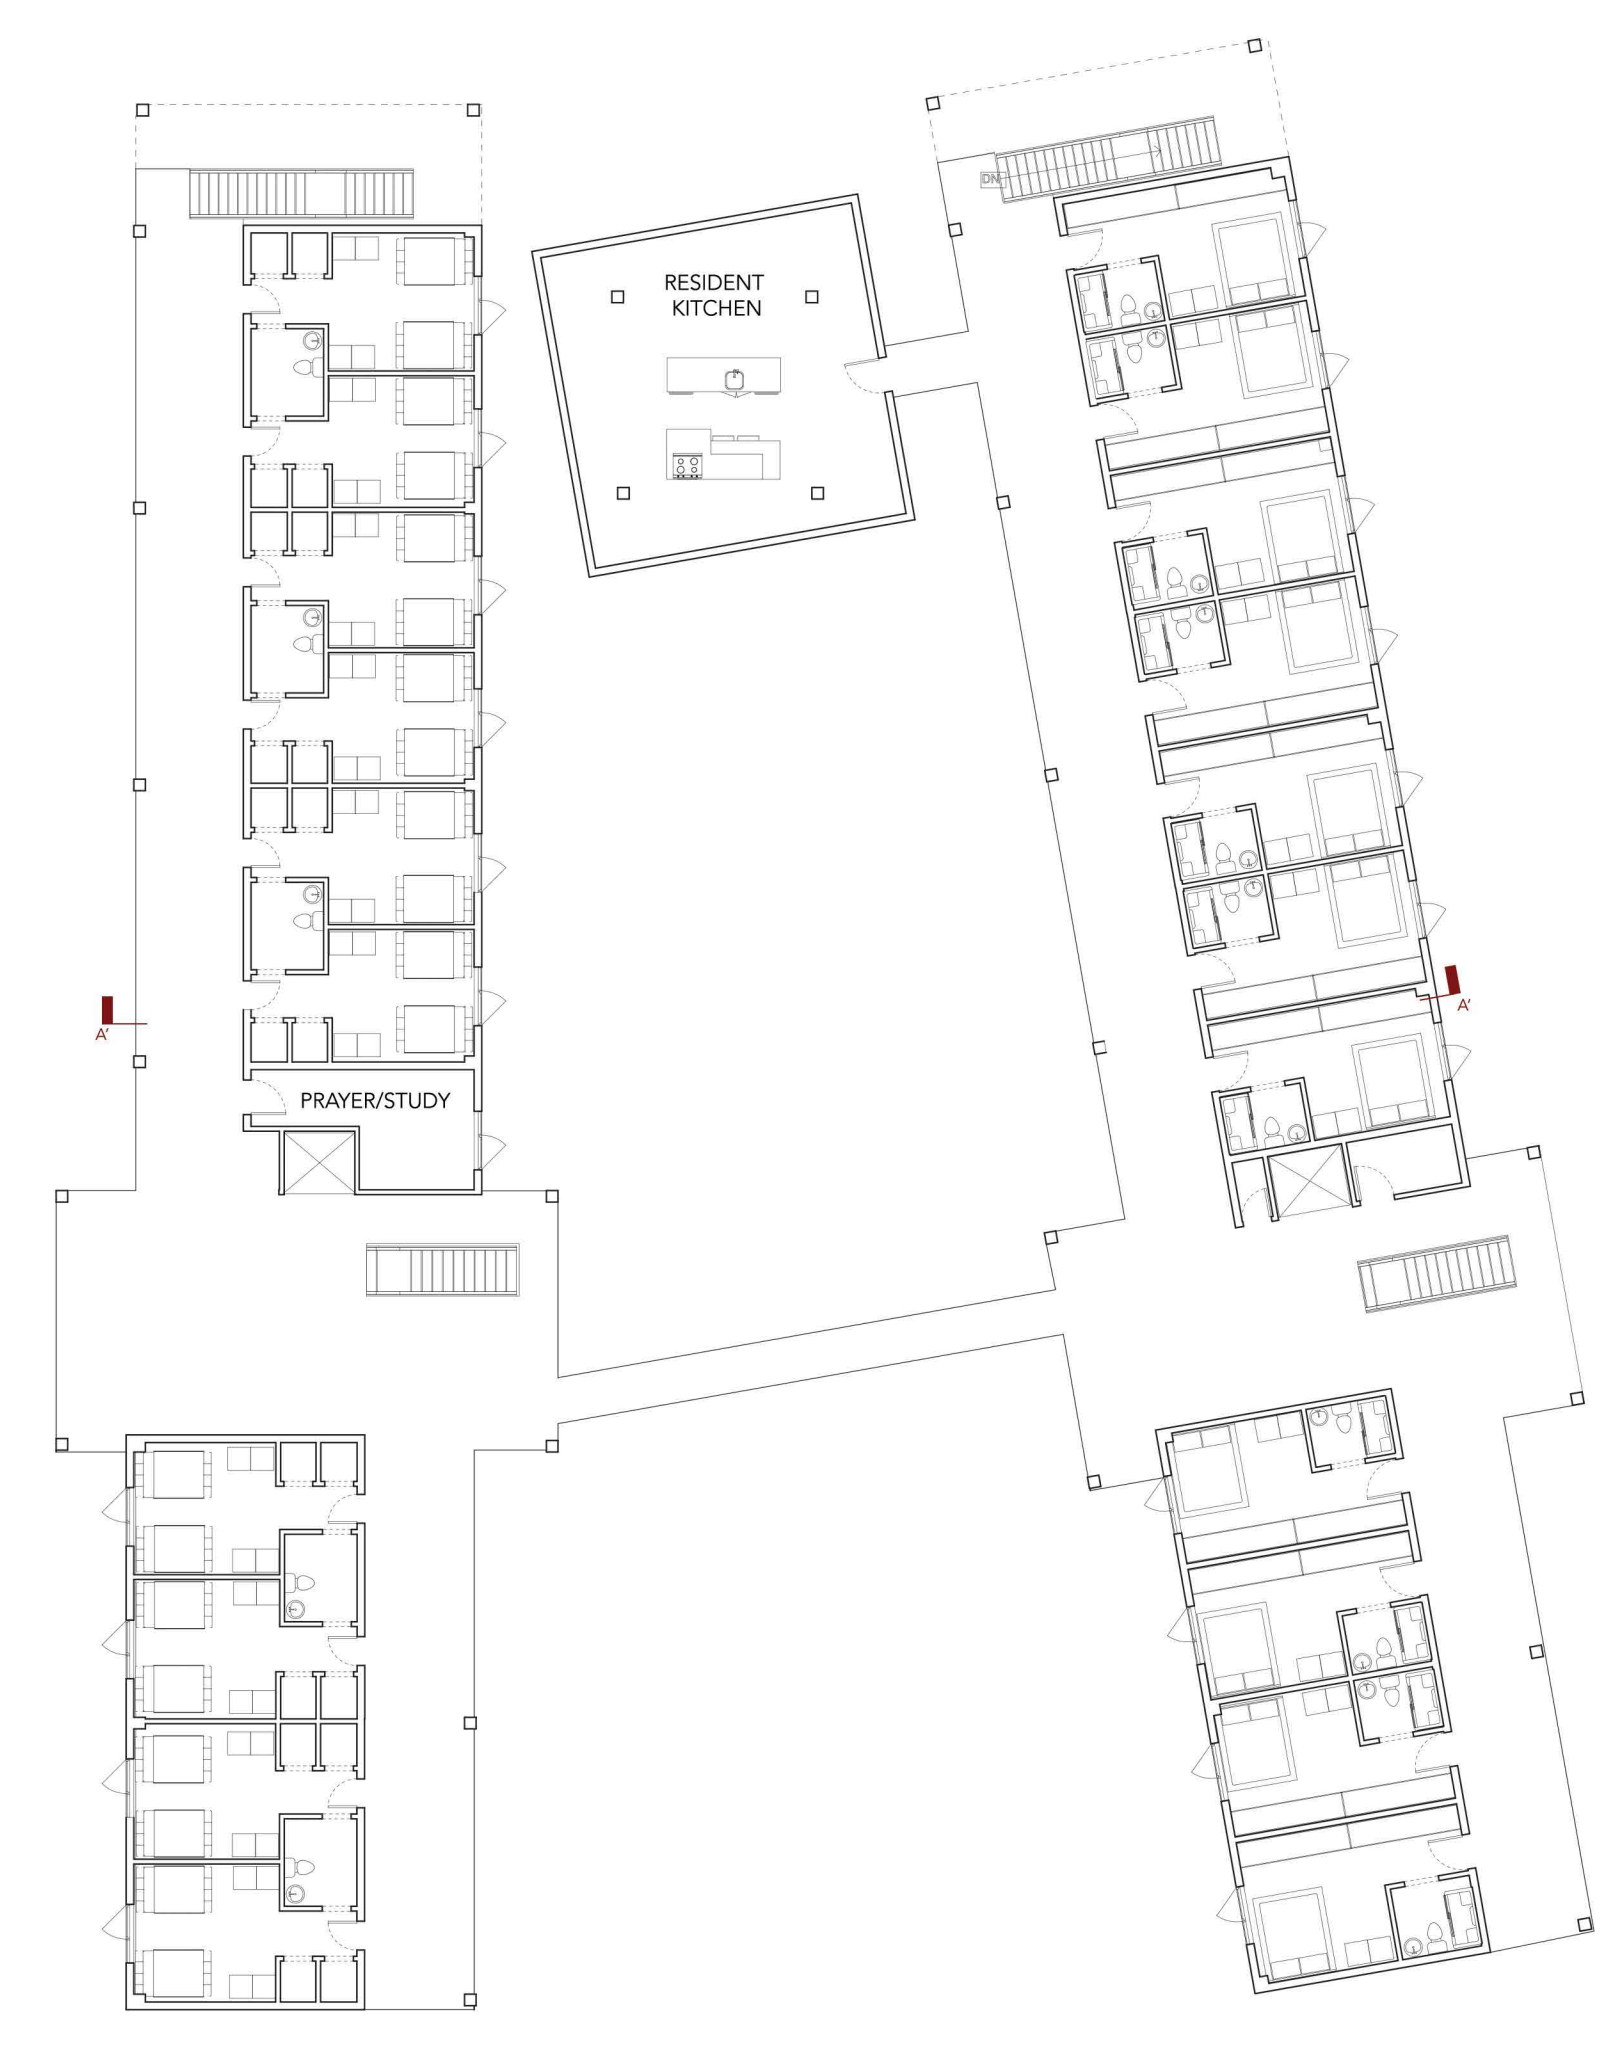 DN
RESIDENT
KITCHEN
A’
A’
PRAYER/STUDY